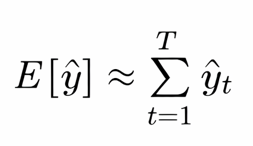 E[ŷ] ≈ ∑_{t=1}^{T} ŷ_t